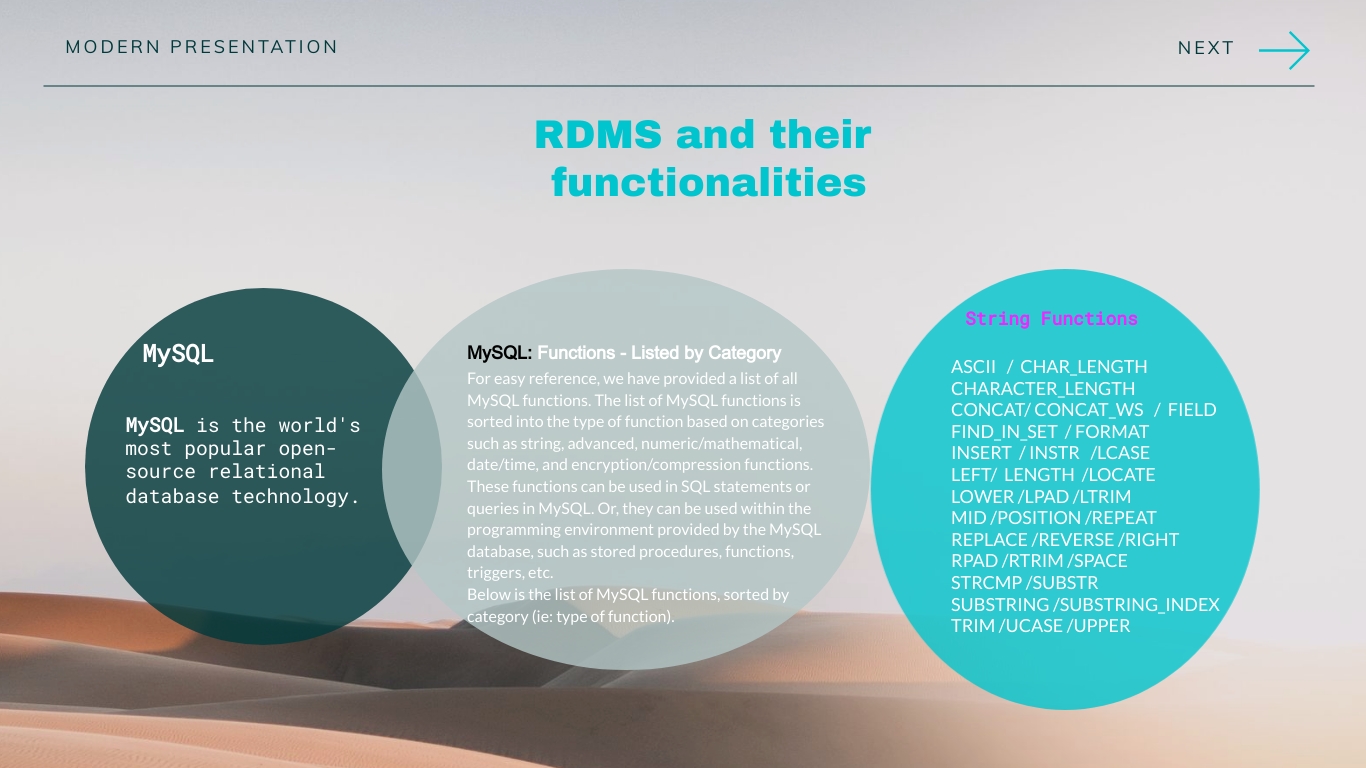 MODERN PRESENTATION
NEXT
RDMS and their
functionalities
MySQL
MySQL is the world's
most popular open-
source relational
database technology.
MySQL: Functions - Listed by Category
For easy reference, we have provided a list of all
MySQL functions. The list of MySQL functions is
sorted into the type of function based on categories
such as string, advanced, numeric/mathematical,
date/time, and encryption/compression functions.
These functions can be used in SQL statements or
queries in MySQL. Or, they can be used within the
programming environment provided by the MySQL
database, such as stored procedures, functions,
triggers, etc.
Below is the list of MySQL functions, sorted by
category (ie: type of function).
String Functions
ASCII / CHAR_LENGTH
CHARACTER_LENGTH
CONCAT/ CONCAT_WS / FIELD
FIND_IN_SET / FORMAT
INSERT / INSTR /LCASE
LEFT/ LENGTH /LOCATE
LOWER /LPAD /LTRIM
MID /POSITION /REPEAT
REPLACE /REVERSE /RIGHT
RPAD /RTRIM /SPACE
STRCMP /SUBSTR
SUBSTRING /SUBSTRING_INDEX
TRIM /UCASE /UPPER